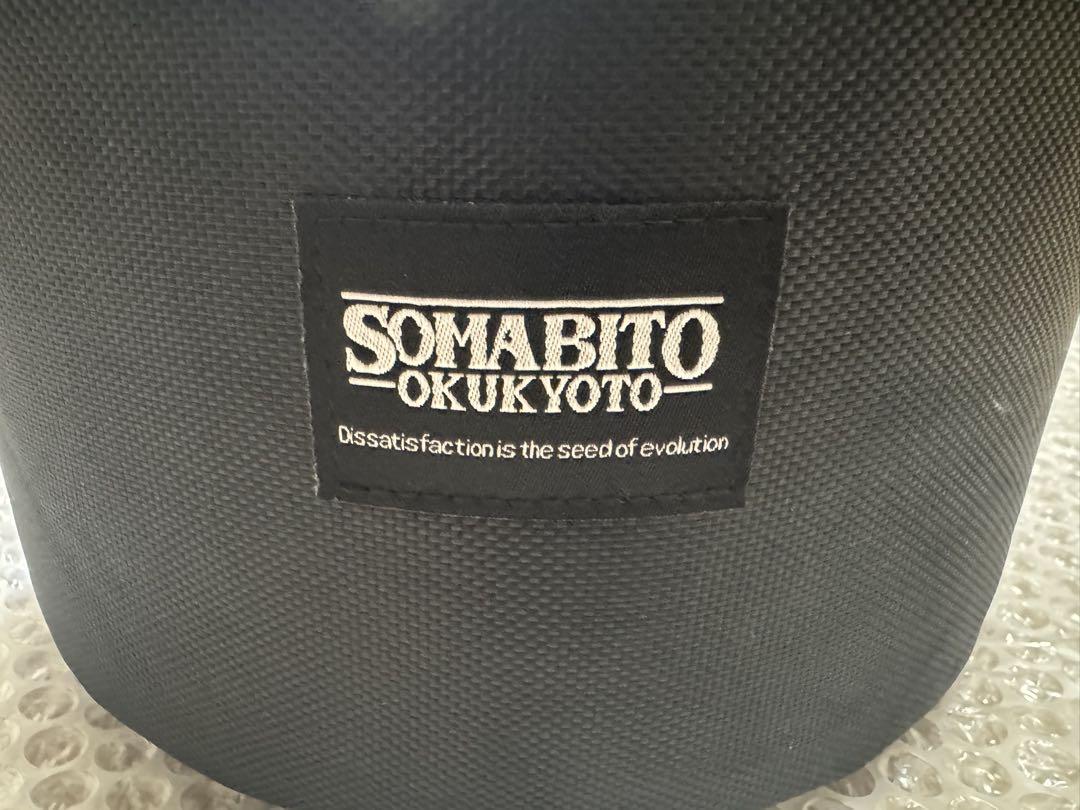 SOMABITO
OKUKYOTO
Dissatisfaction is the seed of evolution